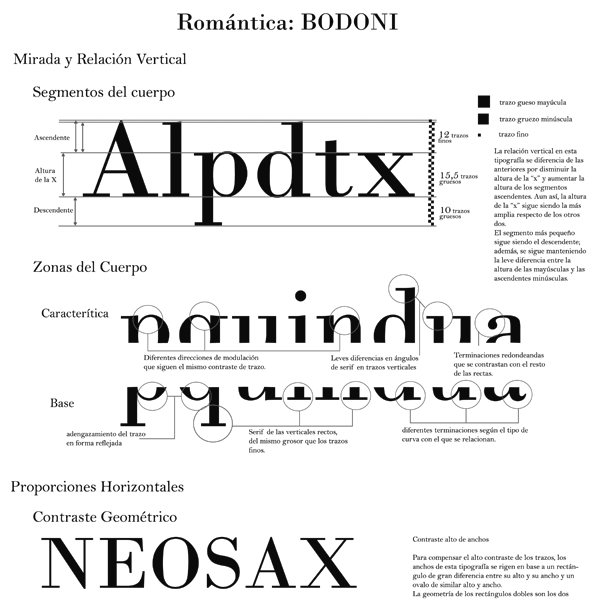 Romántica: BODONI
Mirada y Relación Vertical
Segmentos del cuerpo
Ascendente
Altura
de la X
Descendente
Alpdtx
12 trazos
finos
15,5 trazos
gruesos
10 trazos
gruesos
trazo gueso mayúcula
trazo gruezo minúscula
trazo fino
La relación vertical en esta
tipografía se diferencia de las
anteriores por disminuir la
altura de la "x" y aumentar la
altura de los segmentos
ascendentes. Aun así, la altura
de la "x" sigue siendo la más
amplia respecto de los otros
dos.
El segmento más pequeño
sigue siendo el descendente;
además, se sigue manteniendo
la leve diferencia entre la
altura de las mayúsculas y las
ascendentes minúsculas.
Zonas del Cuerpo
Caracterítica
pquindua
Diferentes direcciones de modulación
que siguen el mismo contraste de trazo.
Leves diferencias en ángulos
de serif en trazos verticales
Terminaciones redondeandas
que se contrastan con el resto
de las rectas.
Base
pquindua
adengazamiento del trazo
en forma reflejada
Serif de las verticales rectos,
del mismo grosor que los trazos
finos.
diferentes terminaciones según el tipo de
curva con el que se relacionan.
Proporciones Horizontales
Contraste Geométrico
NEOSAX
Contraste alto de anchos
Para compensar el alto contraste de los trazos, los
anchos de esta tipografía se rigen en base a un rectán-
gulo de gran diferencia entre su alto y su ancho y un
ovalo de similar alto y ancho.
La geometría de los rectángulos dobles son los dos